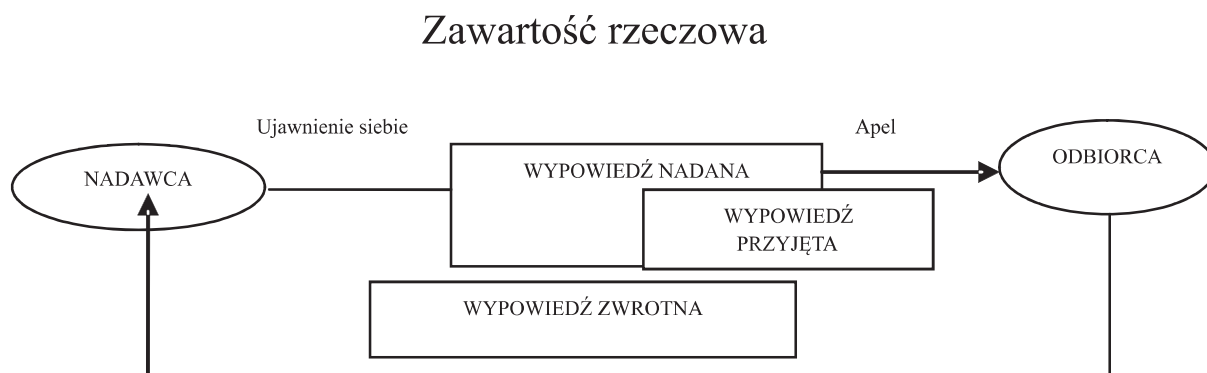 Zawartość rzeczowa
Ujawnienie siebie
Apel
NADAWCA
WYPOWIEDŹ NADANA
ODBIORCA
WYPOWIEDŹ
PRZYJĘTA
WYPOWIEDŹ ZWROTNA